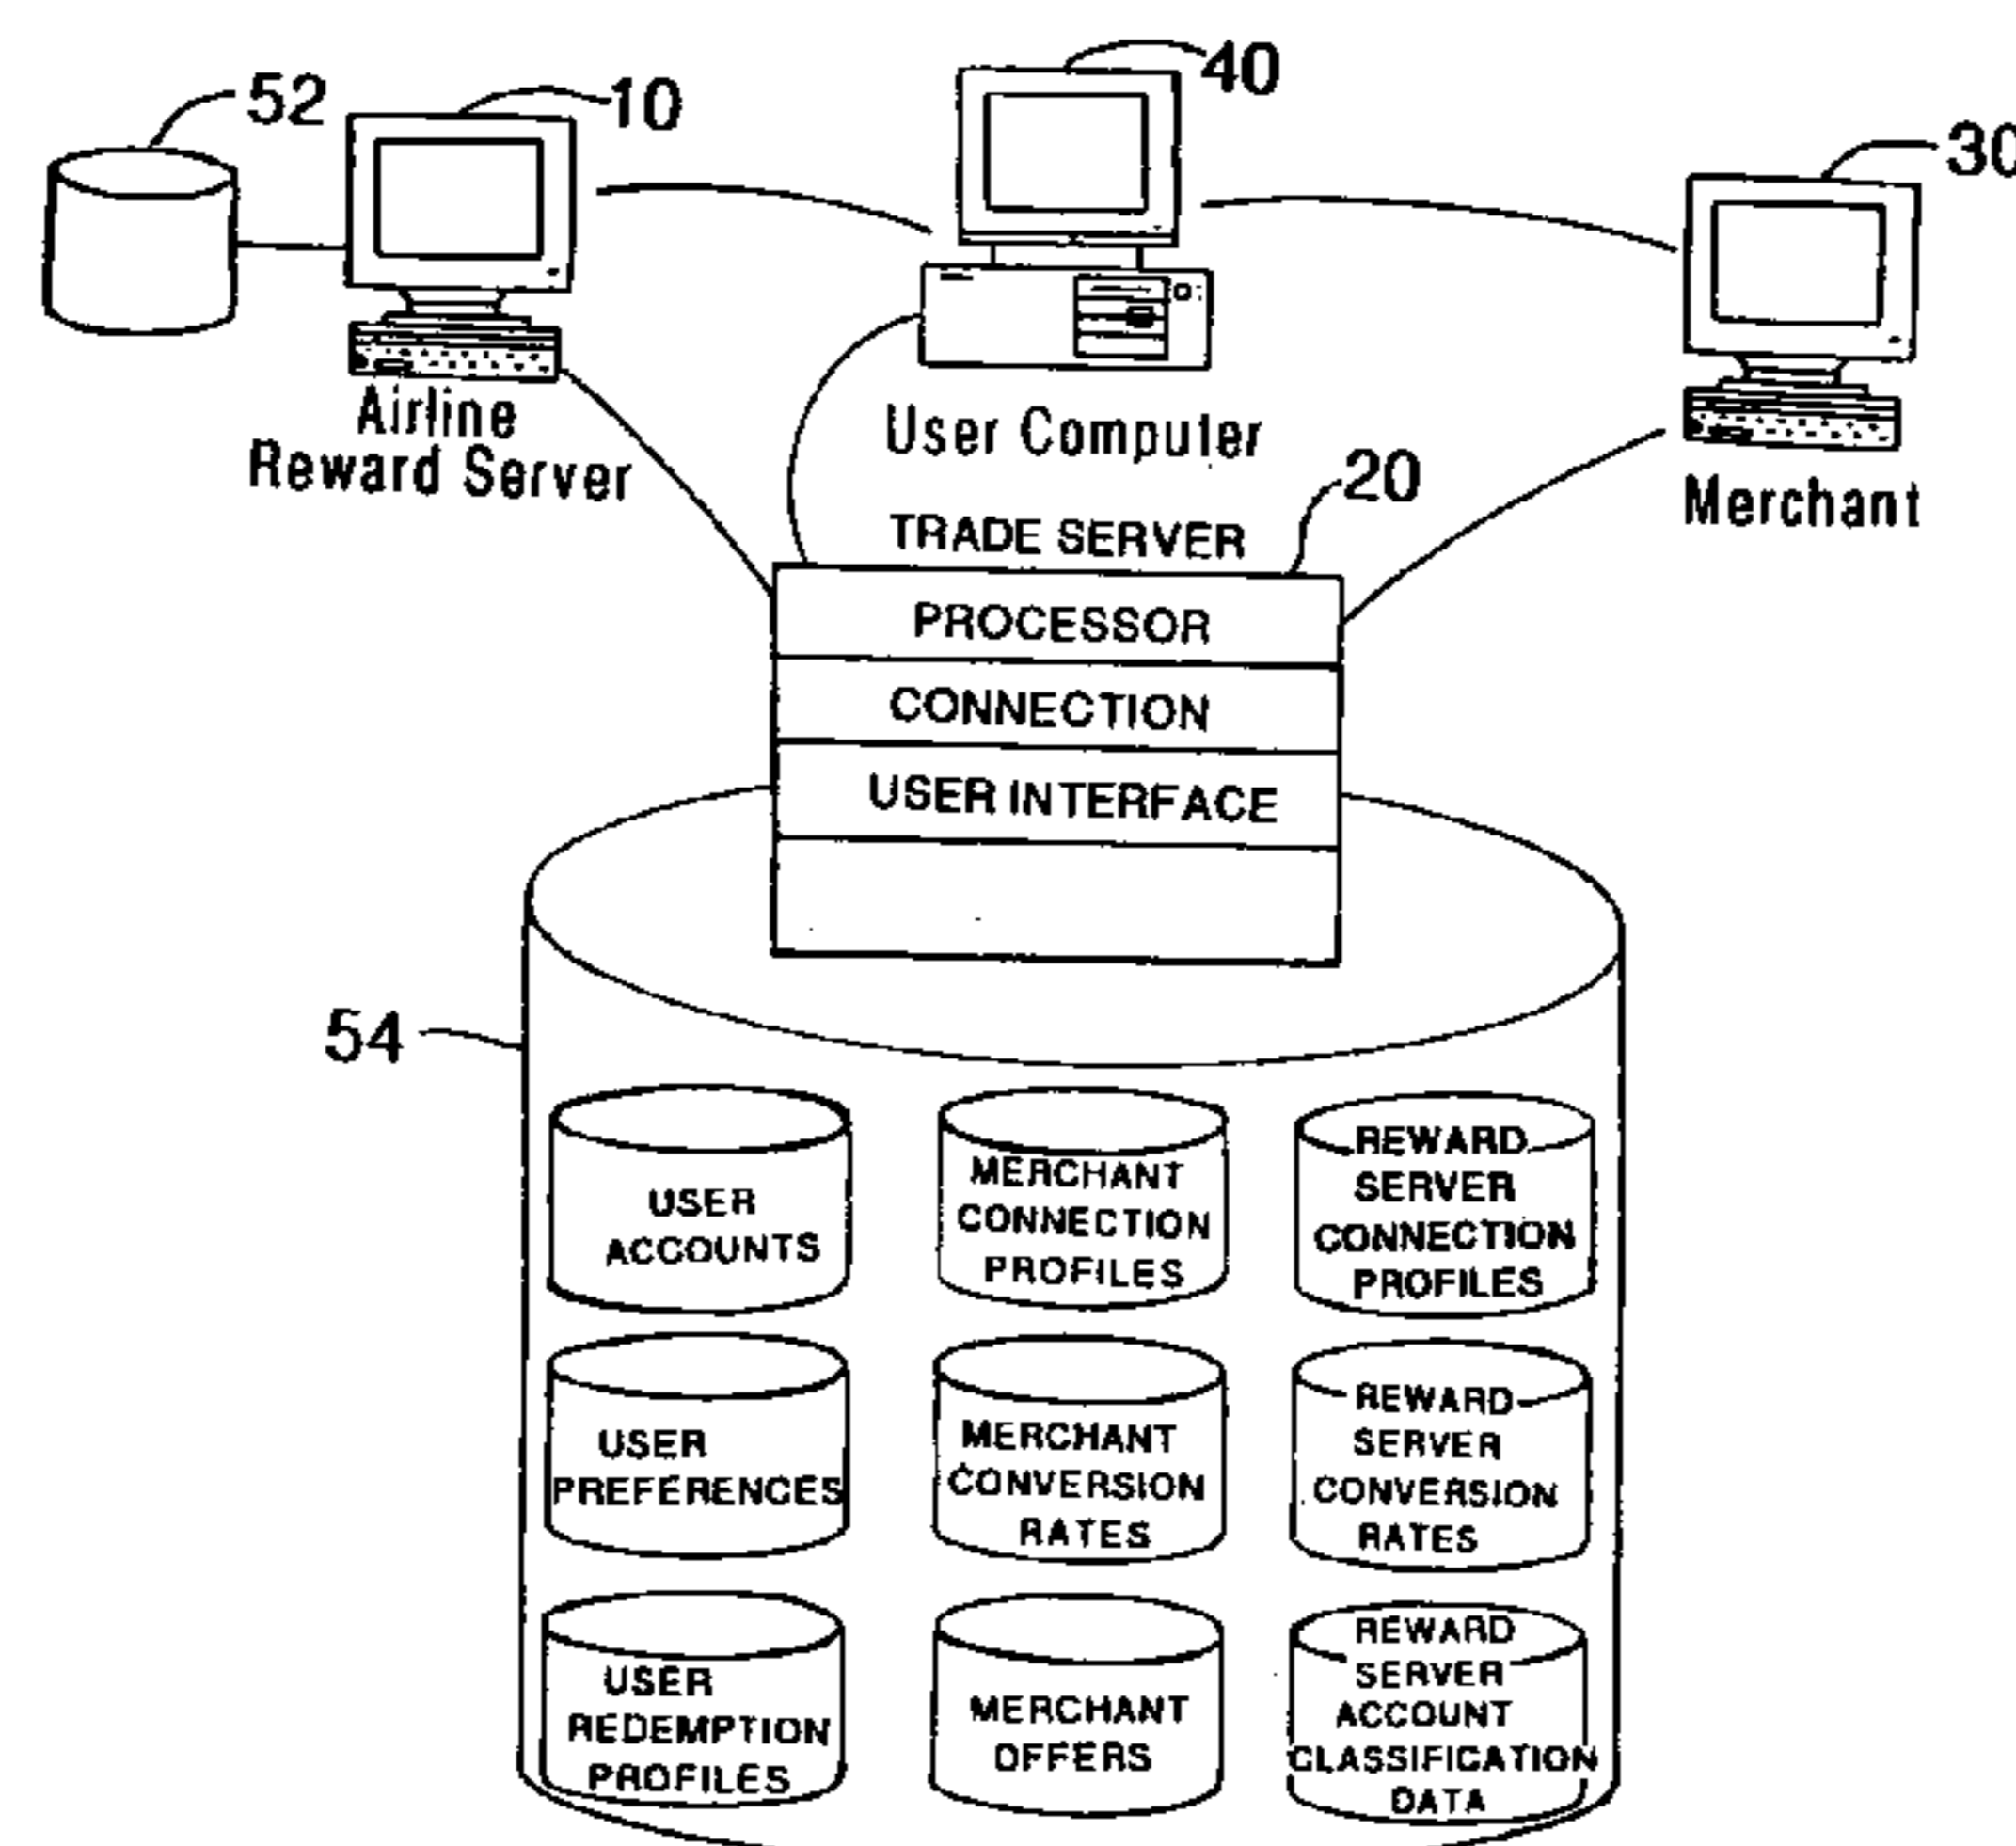 52
10
40
30
Airline
Reward Server
User Computer
Merchant
20
TRADE SERVER
PROCESSOR
CONNECTION
USER INTERFACE
54
USER
ACCOUNTS
MERCHANT
CONNECTION
PROFILES
REWARD
SERVER
CONNECTION
PROFILES
USER
PREFERENCES
MERCHANT
CONVERSION
RATES
REWARD
SERVER
CONVERSION
RATES
USER
REDEMPTION
PROFILES
MERCHANT
OFFERS
REWARD
SERVER
ACCOUNT
CLASSIFICATION
DATA